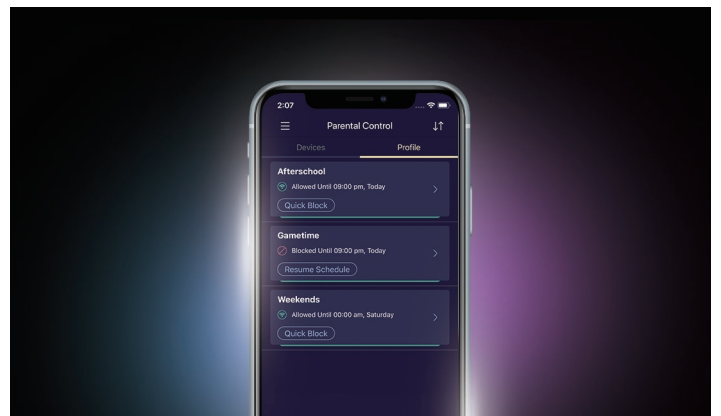 2:07
Parental Control
Devices
Profile
Afterschool
Allowed Until 09:00 pm, Today
Quick Block
Gametime
Blocked Until 09:00 pm, Today
Resume Schedule
Weekends
Allowed Until 00:00 am, Saturday
Quick Block